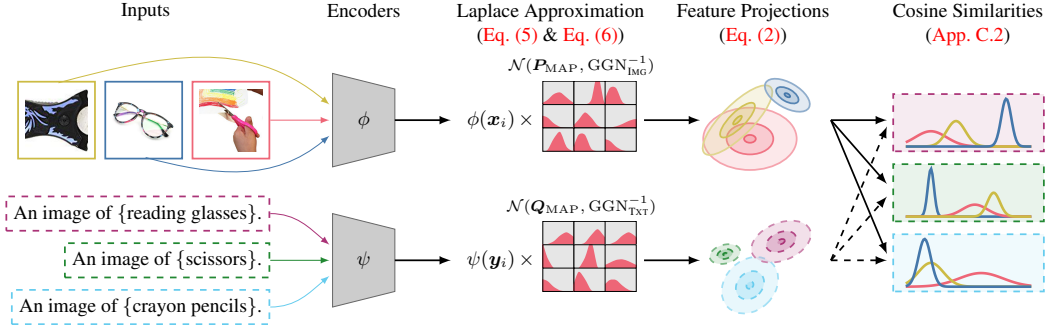 Inputs
Encoders
Laplace Approximation
(Eq. (5) & Eq. (6))
Feature Projections
(Eq. (2))
Cosine Similarities
(App. C.2)
𝒩(P_MAP, GGN_IMG^{-1})
ϕ
ϕ(x_i) ×
An image of {reading glasses}.
An image of {scissors}.
An image of {crayon pencils}.
ψ
𝒩(Q_MAP, GGN_TXT^{-1})
ψ(y_i) ×